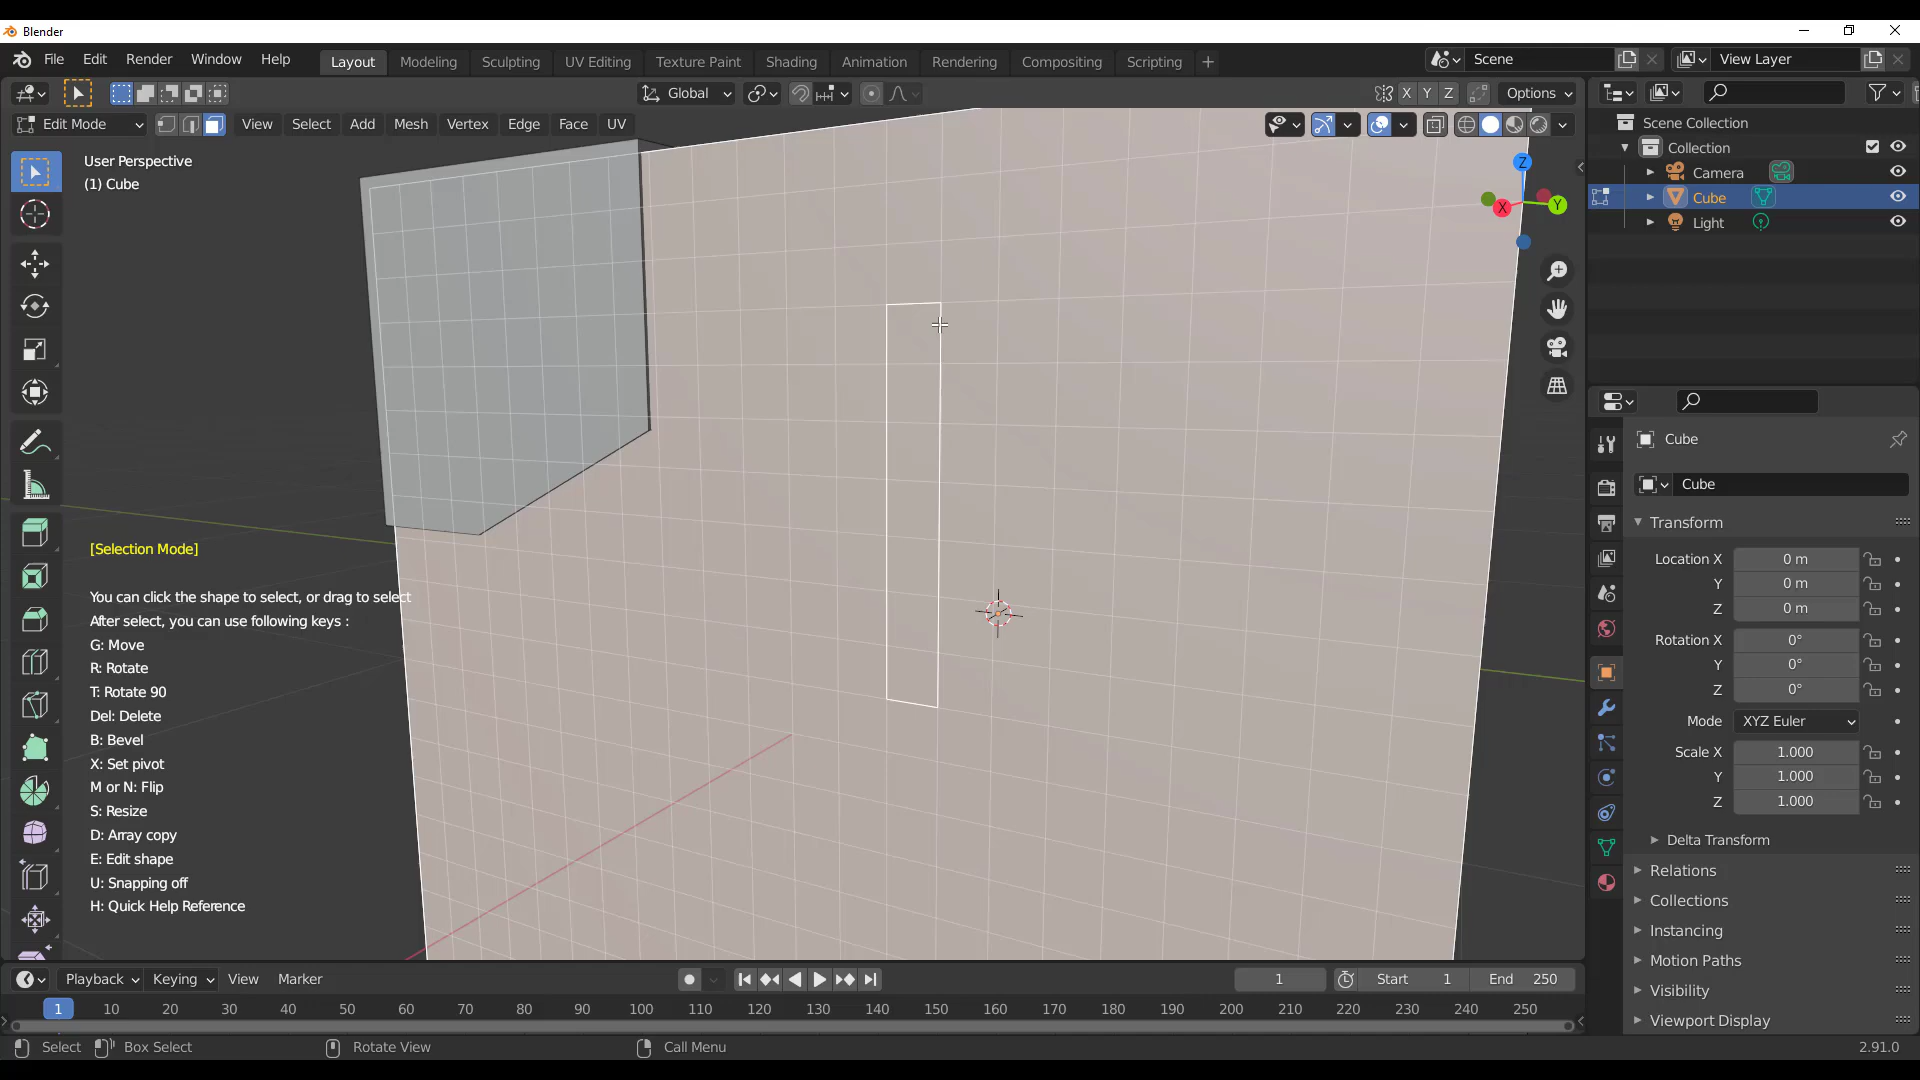 Blender
File Edit Render Window Help Layout Modeling Sculpting UV Editing Texture Paint Shading Animation Rendering Compositing Scripting + Scene View Layer
Global X Y Z Options
Edit Mode View Select Add Mesh Vertex Edge Face UV
User Perspective
(1) Cube
Z
X
Y
[Selection Mode]
You can click the shape to select, or drag to select
After select, you can use following keys :
G: Move
R: Rotate
T: Rotate 90
Del: Delete
B: Bevel
X: Set pivot
M or N: Flip
S: Resize
D: Array copy
E: Edit shape
U: Snapping off
H: Quick Help Reference
Scene Collection
Collection
Camera
Cube
Light
Cube
Cube
Transform
Location X 0 m
Y 0 m
Z 0 m
Rotation X 0°
Y 0°
Z 0°
Mode XYZ Euler
Scale X 1.000
Y 1.000
Z 1.000
Delta Transform
Relations
Collections
Instancing
Motion Paths
Visibility
Viewport Display
Playback Keying View Marker 1 Start 1 End 250
1 10 20 30 40 50 60 70 80 90 100 110 120 130 140 150 160 170 180 190 200 210 220 230 240 250
Select Box Select Rotate View Call Menu 2.91.0